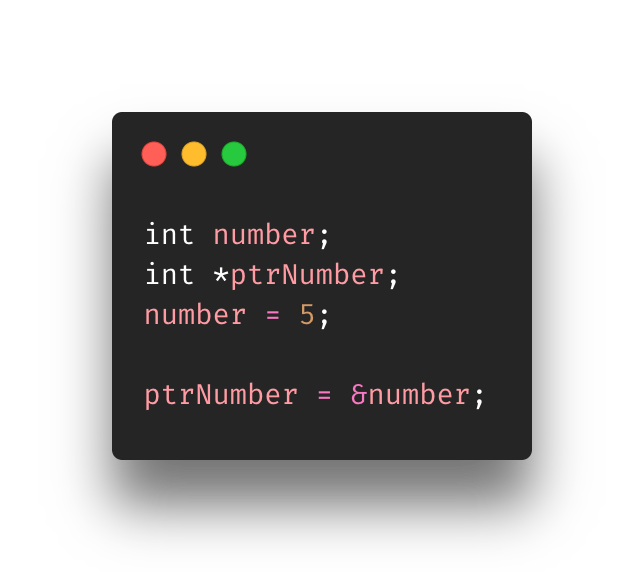 int number;
int *ptrNumber;
number = 5;
ptrNumber = &number;